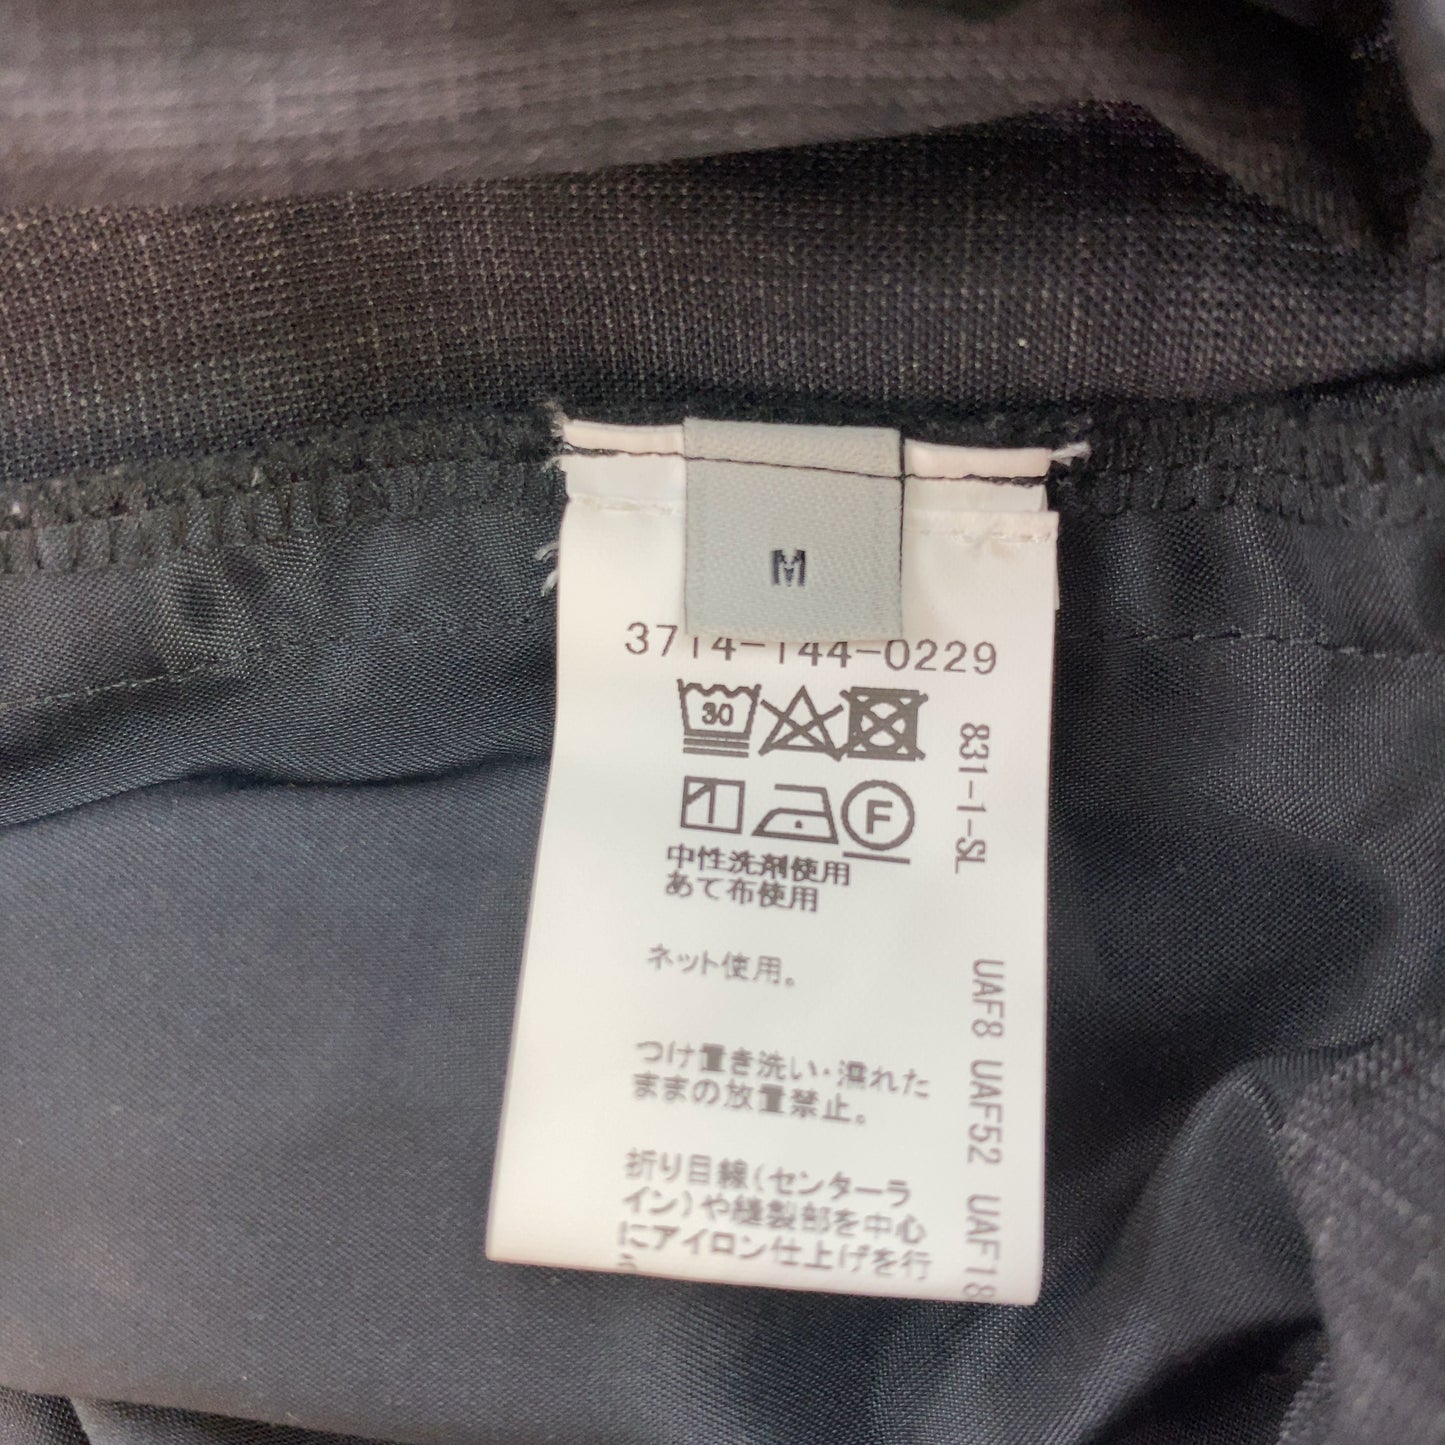 M
3714-144-0229
30
F
中性洗剤使用
あて布使用
ネット使用。
つけ置き洗い・濡れた
ままの放置禁止。
折り目線(センターラ
イン)や縫製部を中心
にアイロン仕上げを行
う
831-1-SL
UAF8 UAF52 UAF18